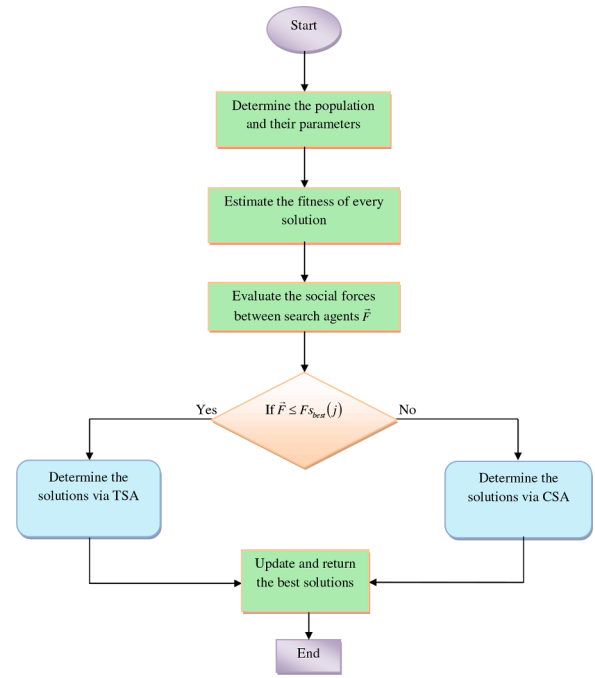 Start
Determine the population
and their parameters
Estimate the fitness of every
solution
Evaluate the social forces
between search agents F⃗
If F⃗ ≤ Fs_best(j)
Yes
No
Determine the
solutions via TSA
Determine the
solutions via CSA
Update and return
the best solutions
End